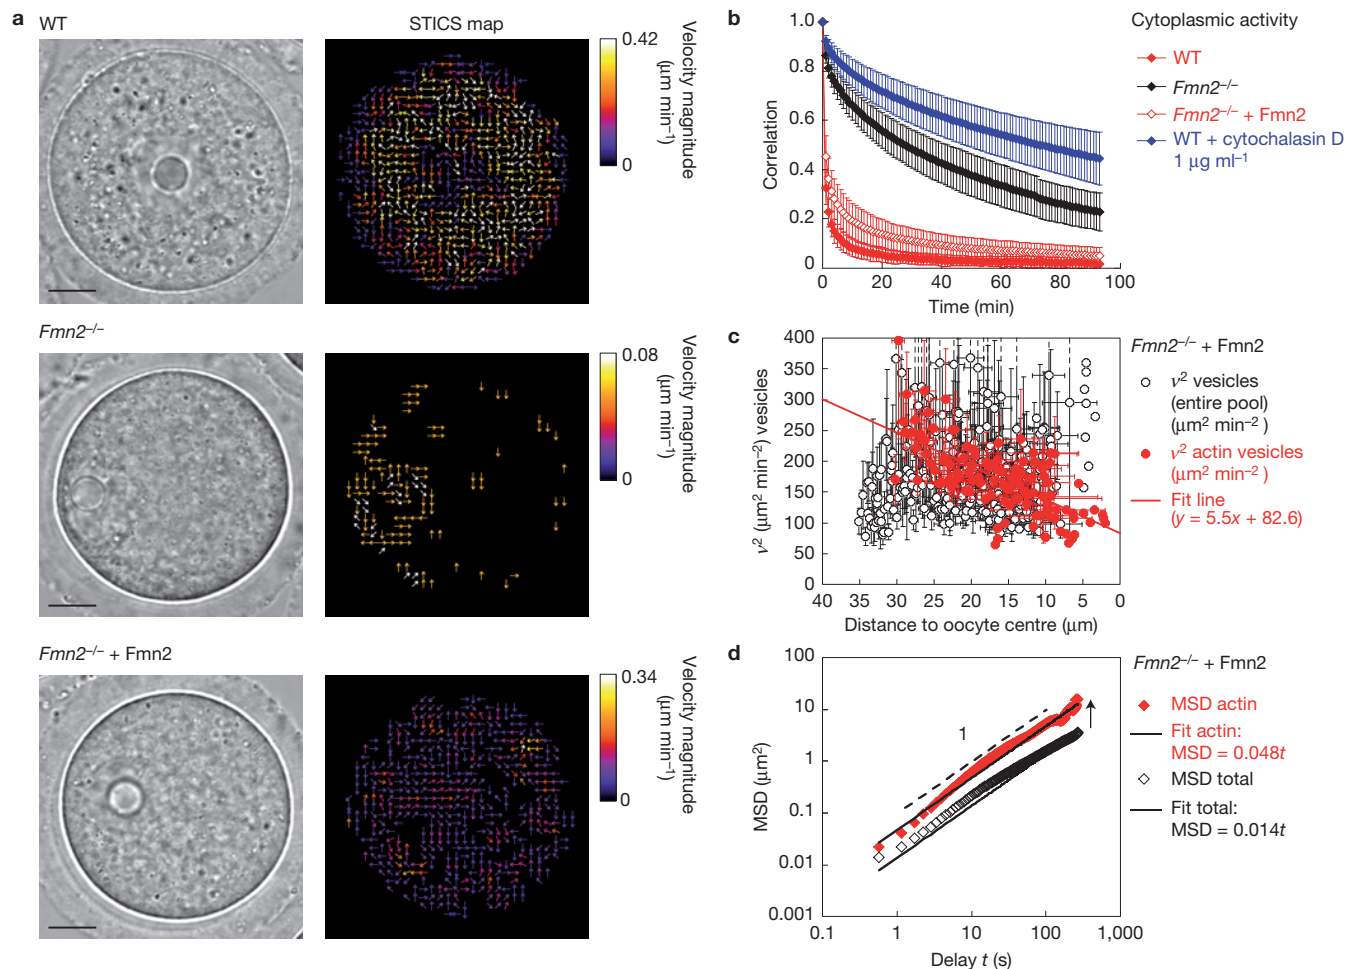 a
WT
STICS map
0.42
0
Velocity magnitude
(μm min⁻¹)
Fmn2⁻/⁻
0.08
0
Velocity magnitude
(μm min⁻¹)
Fmn2⁻/⁻ + Fmn2
0.34
0
Velocity magnitude
(μm min⁻¹)
b
Correlation
1.0
0.8
0.6
0.4
0.2
0
0 20 40 60 80 100
Time (min)
Cytoplasmic activity
WT
Fmn2⁻/⁻
Fmn2⁻/⁻ + Fmn2
WT + cytochalasin D
1 μg ml⁻¹
c
v² (μm² min⁻²) vesicles
400
350
300
250
200
150
100
50
0
40 35 30 25 20 15 10 5 0
Distance to oocyte centre (μm)
Fmn2⁻/⁻ + Fmn2
v² vesicles
(entire pool)
(μm² min⁻²)
v² actin vesicles
(μm² min⁻²)
Fit line
(y = 5.5x + 82.6)
d
MSD (μm²)
100
10
1
0.1
0.01
0.001
1
0.1 1 10 100 1,000
Delay t (s)
Fmn2⁻/⁻ + Fmn2
MSD actin
Fit actin:
MSD = 0.048t
MSD total
Fit total:
MSD = 0.014t